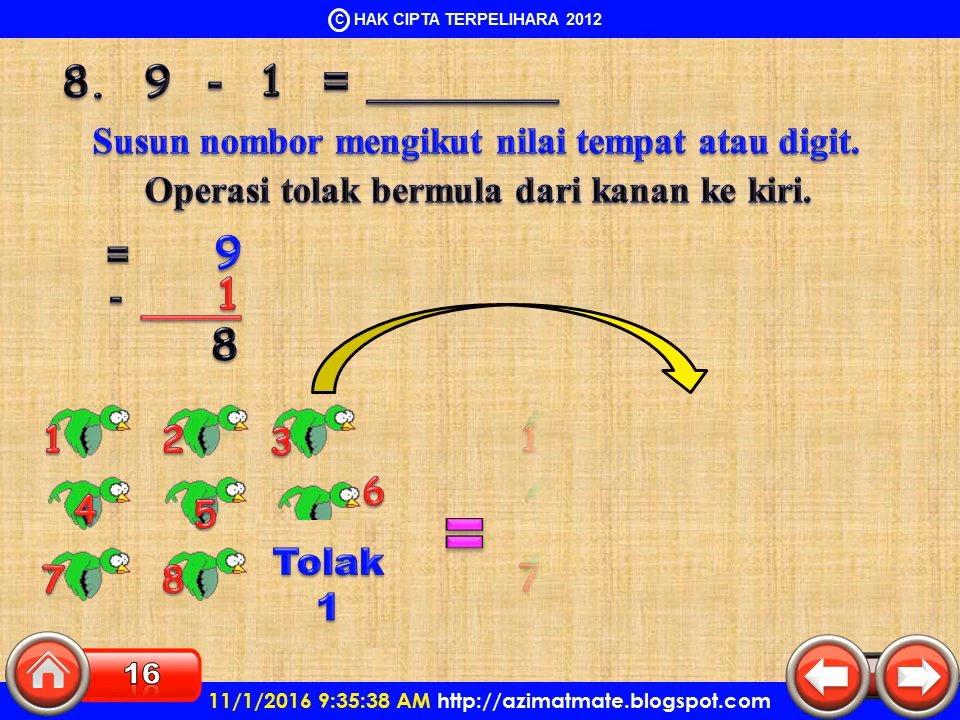 © HAK CIPTA TERPELIHARA 2012
8. 9 - 1 = ________
Susun nombor mengikut nilai tempat atau digit.
Operasi tolak bermula dari kanan ke kiri.
= 9
- 1
8
1 2 3 1
4 5 6
7 8 Tolak 7
1
16
11/1/2016 9:35:38 AM http://azimatmate.blogspot.com